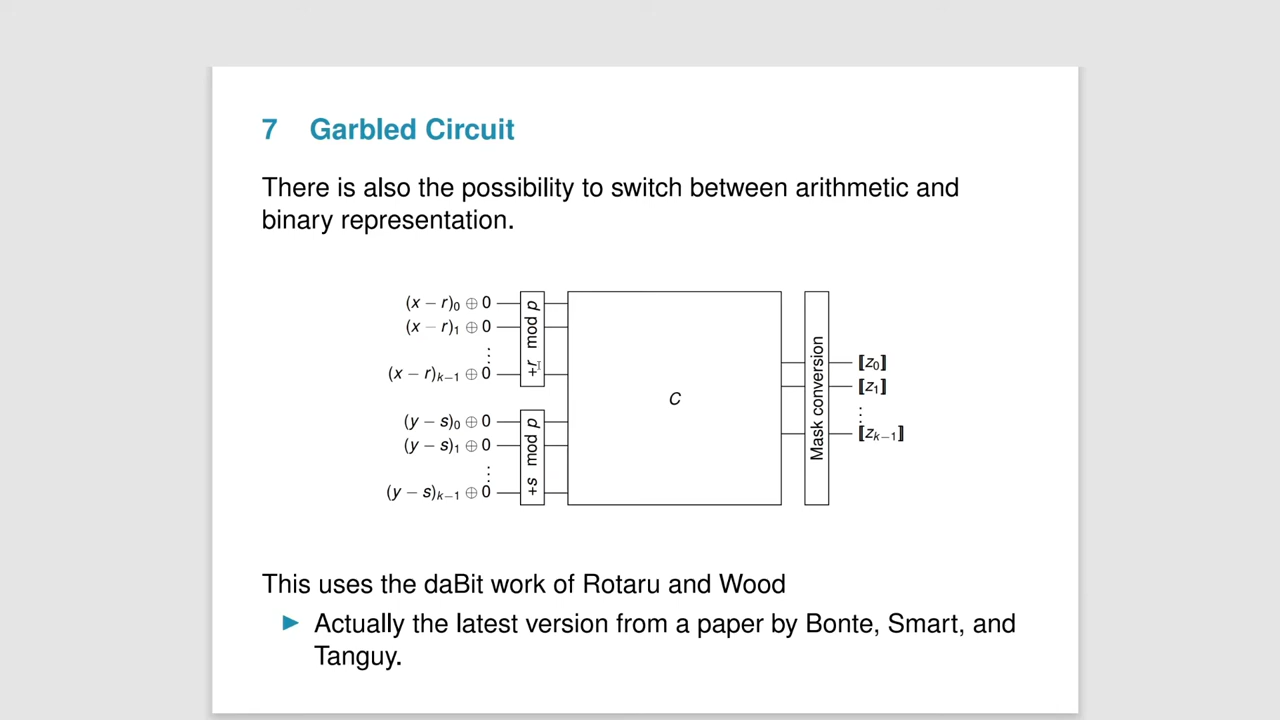 7 Garbled Circuit
There is also the possibility to switch between arithmetic and
binary representation.
(x − r)₀ ⊕ 0
(x − r)₁ ⊕ 0
⋮
(x − r)ₖ₋₁ ⊕ 0
+r mod p
(y − s)₀ ⊕ 0
(y − s)₁ ⊕ 0
⋮
(y − s)ₖ₋₁ ⊕ 0
+s mod p
C
Mask conversion
⟦z₀⟧
⟦z₁⟧
⋮
⟦zₖ₋₁⟧
This uses the daBit work of Rotaru and Wood
▶ Actually the latest version from a paper by Bonte, Smart, and
Tanguy.